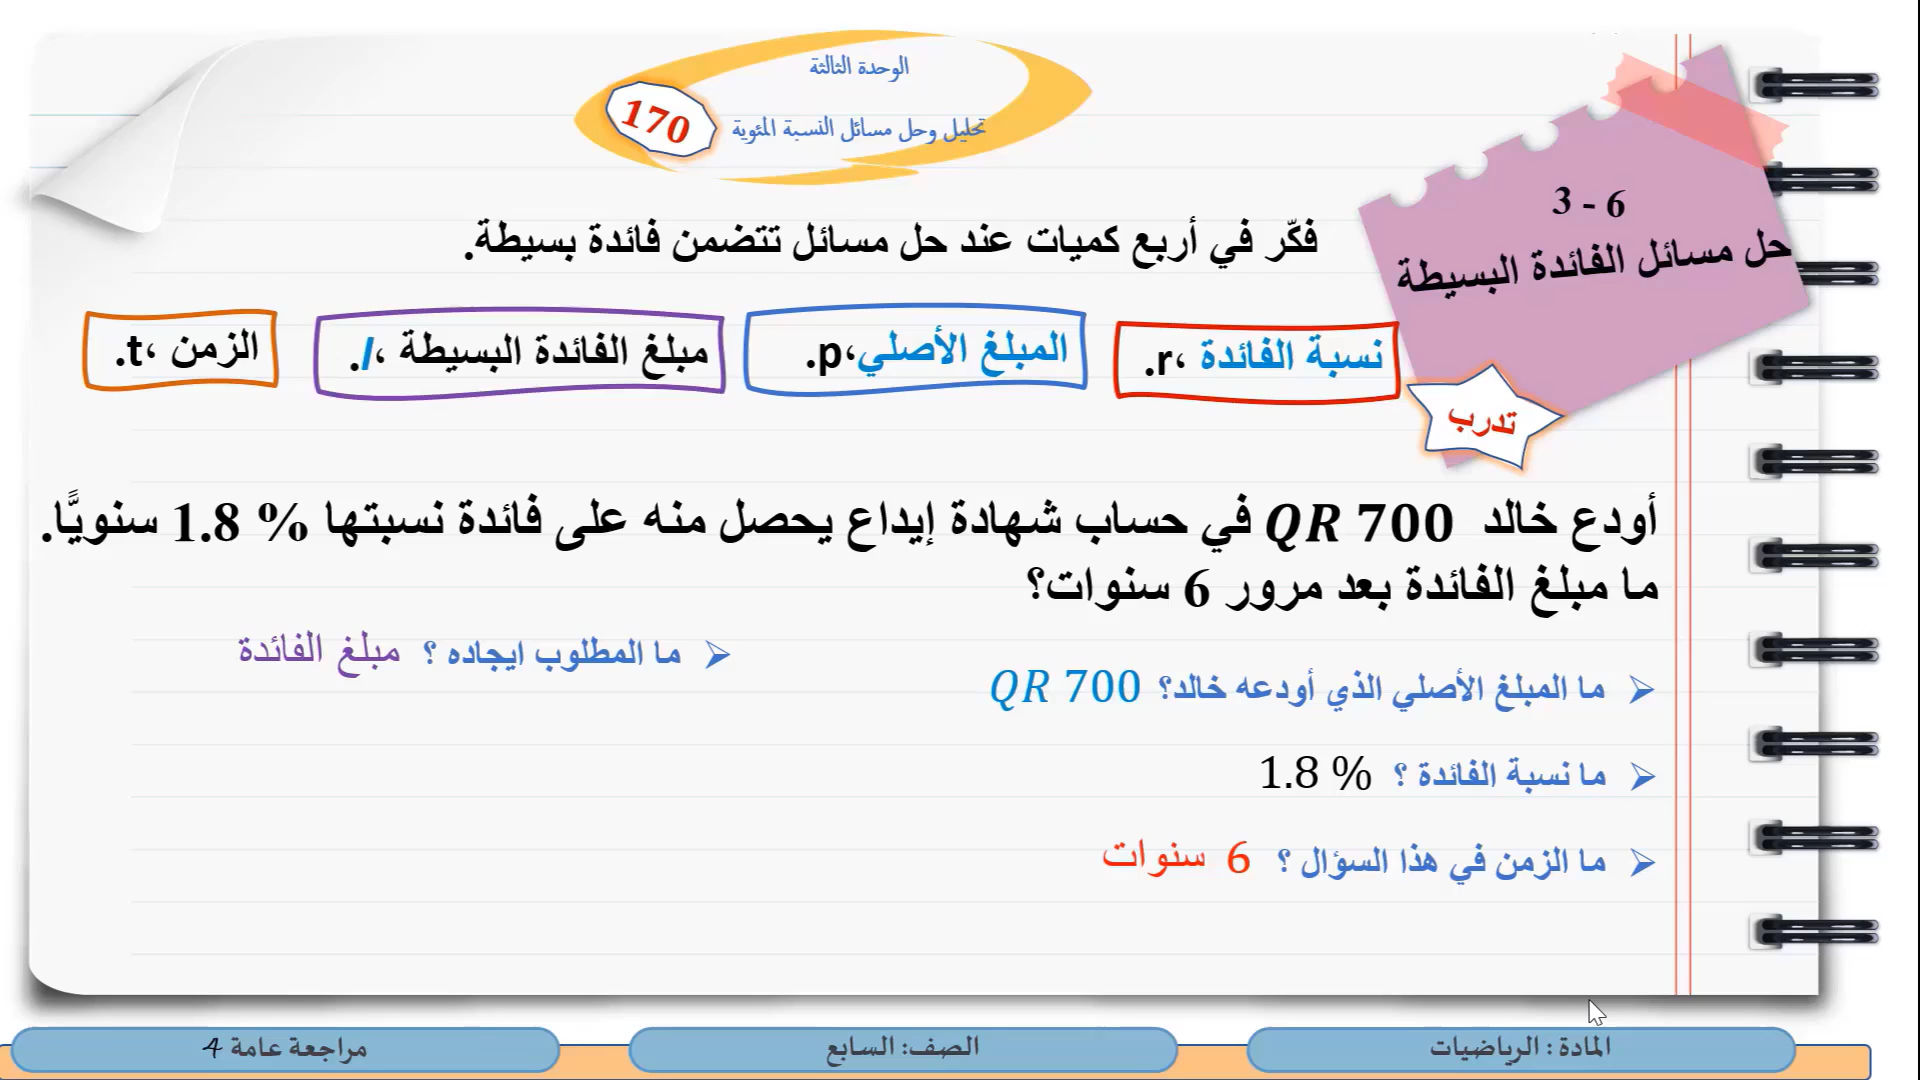 الوحدة الثالثة
تحليل وحل مسائل النسبة المئوية
170
3 - 6
حل مسائل الفائدة البسيطة
فكّر في أربع كميات عند حل مسائل تتضمن فائدة بسيطة.
نسبة الفائدة ،r.
المبلغ الأصلي،p.
مبلغ الفائدة البسيطة ،I.
الزمن ،t.
تدرب
أودع خالد QR 700 في حساب شهادة إيداع يحصل منه على فائدة نسبتها % 1.8 سنويًّا.
ما مبلغ الفائدة بعد مرور 6 سنوات؟
ما المبلغ الأصلي الذي أودعه خالد؟ QR 700
ما نسبة الفائدة ؟ 1.8 %
ما الزمن في هذا السؤال ؟ 6 سنوات
ما المطلوب ايجاده ؟ مبلغ الفائدة
المادة : الرياضيات
الصف: السابع
مراجعة عامة 4